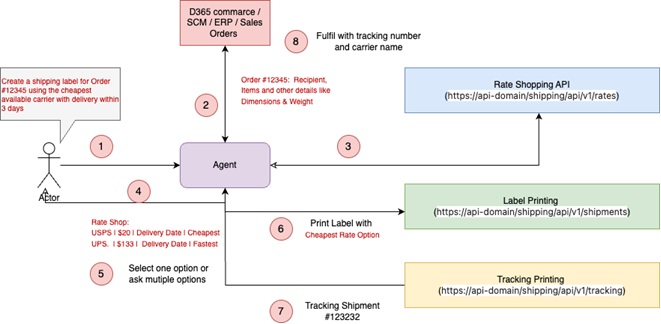 D365 commarce /
SCM / ERP / Sales
Orders
8
Fulfil with tracking number
and carrier name
Create a shipping label for Order
#12345 using the cheapest
available carrier with delivery within
3 days
2
Order #12345: Recipient,
Items and other details like
Dimensions & Weight
Rate Shopping API
(https://api-domain/shipping/api/v1/rates)
1
Agent
3
Actor
4
Rate Shop:
USPS I $20 I Delivery Date I Cheapest
UPS. I $133 I Delivery Date I Fastest
6
Print Label with
Cheapest Rate Option
Label Printing
(https://api-domain/shipping/api/v1/shipments)
5
Select one option or
ask mutiple options
7
Tracking Shipment
#123232
Tracking Printing
(https://api-domain/shipping/api/v1/tracking)